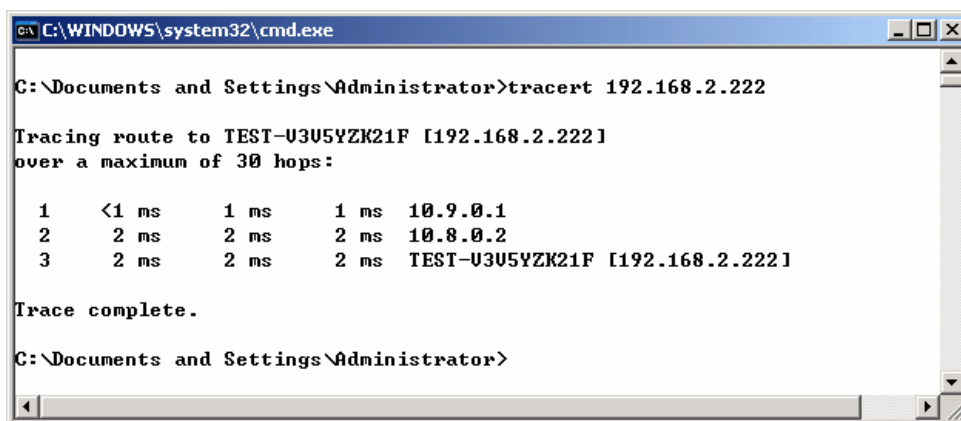 C:\WINDOWS\system32\cmd.exe
C:\Documents and Settings\Administrator>tracert 192.168.2.222
Tracing route to TEST-V3V5YZK21F [192.168.2.222]
over a maximum of 30 hops:
1 <1 ms 1 ms 1 ms 10.9.0.1
2 2 ms 2 ms 2 ms 10.8.0.2
3 2 ms 2 ms 2 ms TEST-V3V5YZK21F [192.168.2.222]
Trace complete.
C:\Documents and Settings\Administrator>